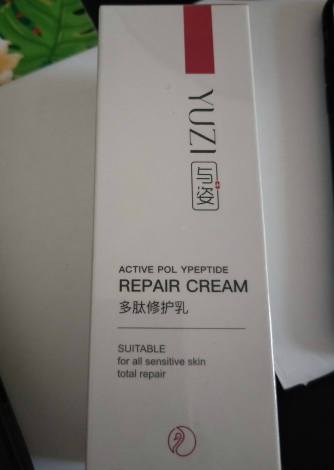 YUZI
与姿
ACTIVE POL YPEPTIDE
REPAIR CREAM
多肽修护乳
SUITABLE
for all sensitive skin
total repair